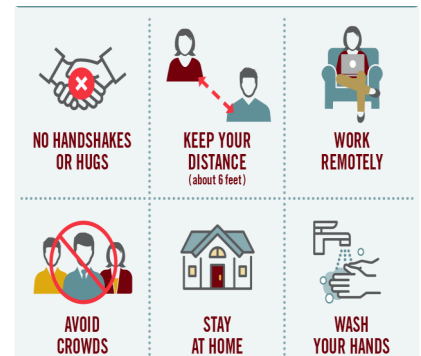 NO HANDSHAKES
OR HUGS
KEEP YOUR
DISTANCE
(about 6 feet)
WORK
REMOTELY
AVOID
CROWDS
STAY
AT HOME
WASH
YOUR HANDS